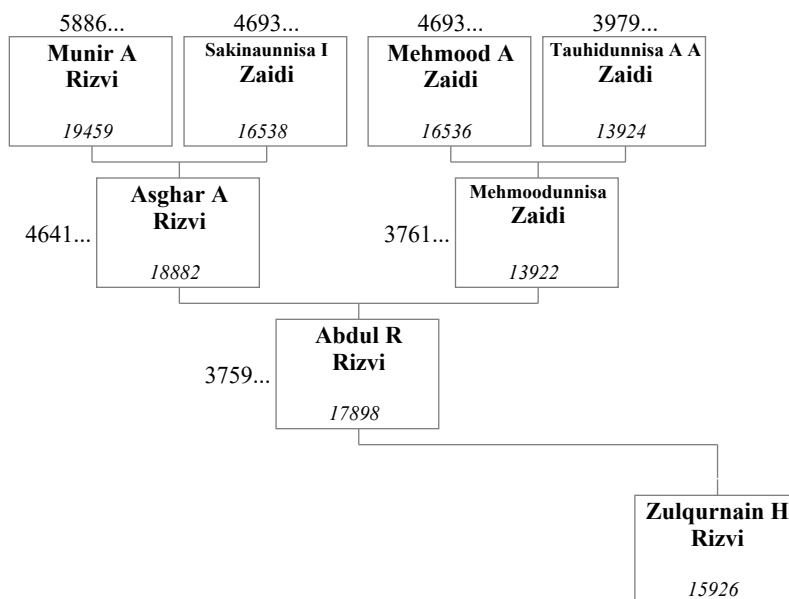 5886...
4693...
4693...
3979...
Munir A
Rizvi
19459
Sakinaunnisa I
Zaidi
16538
Mehmood A
Zaidi
16536
Tauhidunnisa A A
Zaidi
13924
4641...
Asghar A
Rizvi
18882
3761...
Mehmoodunnisa
Zaidi
13922
3759...
Abdul R
Rizvi
17898
Zulqurnain H
Rizvi
15926